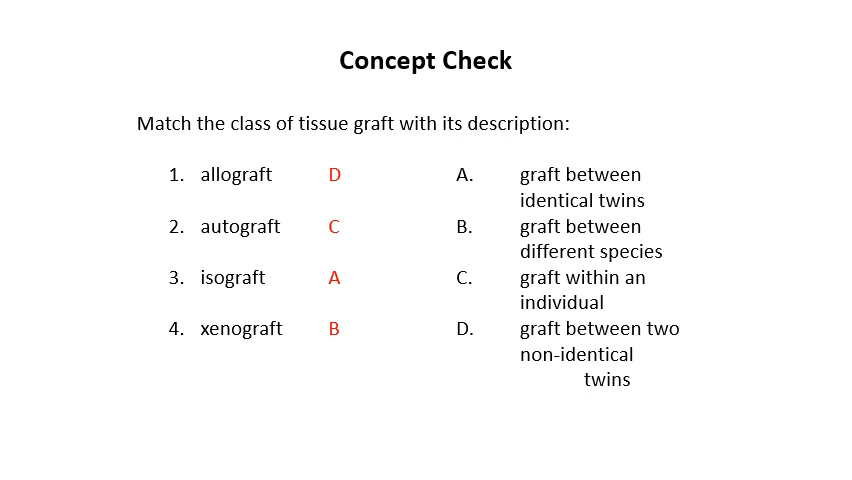 Concept Check
Match the class of tissue graft with its description:
1. allograft D A. graft between
identical twins
2. autograft C B. graft between
different species
3. isograft A C. graft within an
individual
4. xenograft B D. graft between two
non-identical
twins